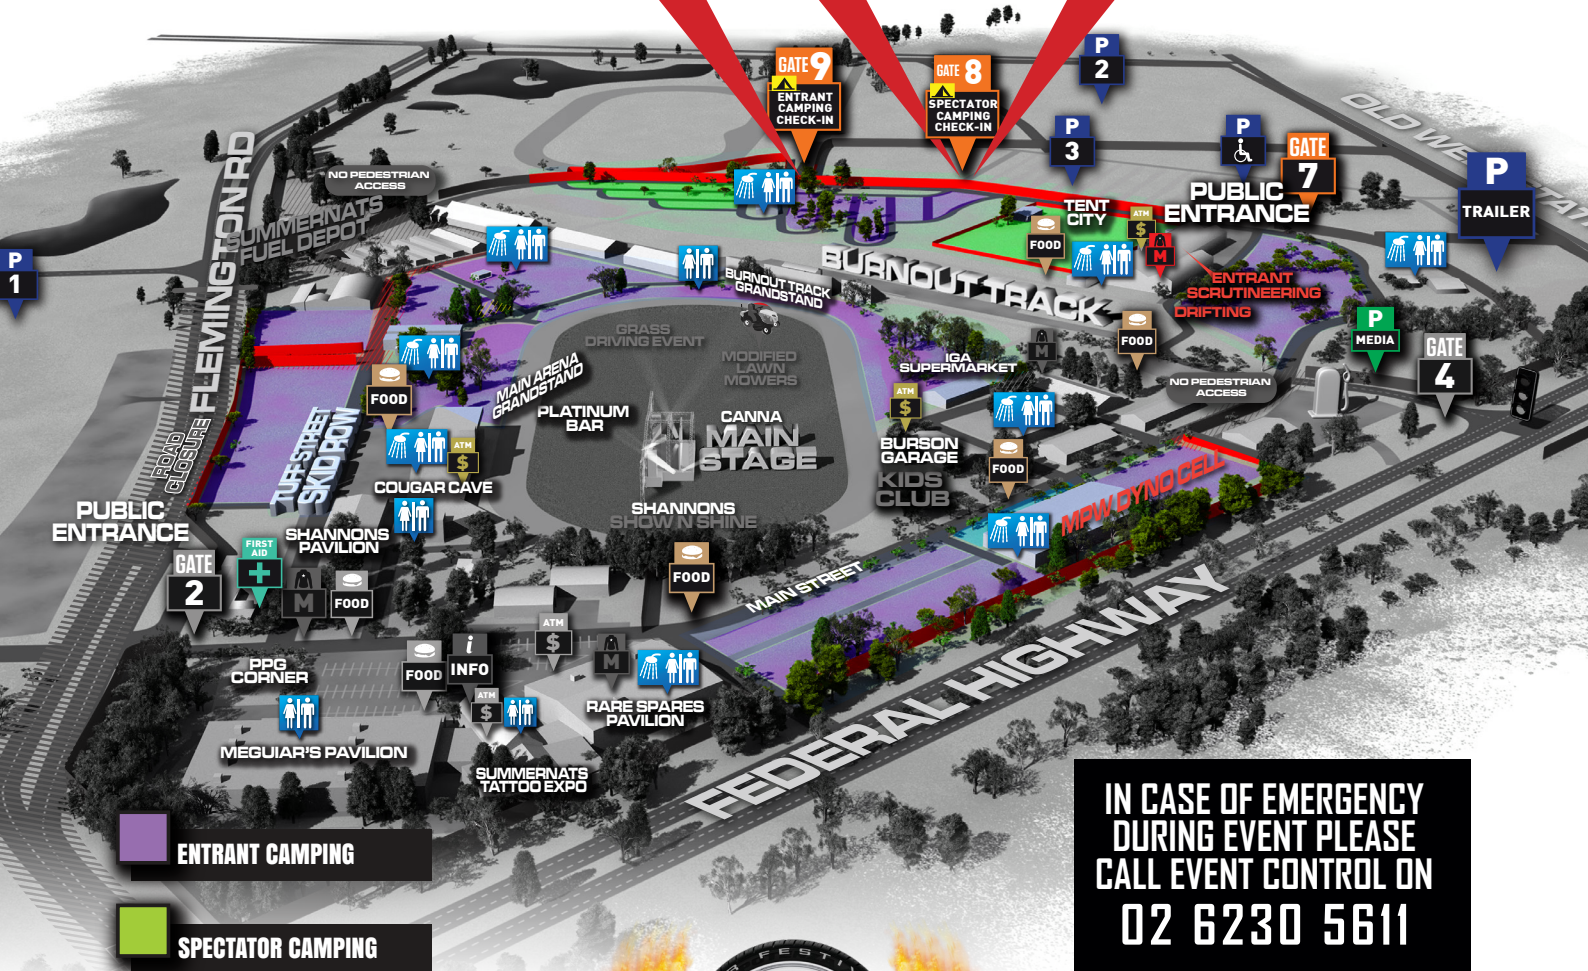 P
2
GATE 9
ENTRANT
CAMPING
CHECK-IN
GATE 8
SPECTATOR
CAMPING
CHECK-IN
P
3
P
GATE
7
PUBLIC
ENTRANCE
P
TRAILER
P
1
FLEMINGTON RD
ROAD
CLOSURE
NO PEDESTRIAN
ACCESS
SUMMERNATS
FUEL DEPOT
TENT
CITY
FOOD
ATM
$
M
BURNOUT TRACK
BURNOUT TRACK
GRANDSTAND
ENTRANT
SCRUTINEERING
DRIFTING
P
MEDIA
GATE
4
FOOD
M
NO PEDESTRIAN
ACCESS
IGA
SUPERMARKET
GRASS
DRIVING EVENT
MODIFIED
LAWN
MOWERS
MAIN ARENA
GRANDSTAND
PLATINUM
BAR
CANNA
MAIN
STAGE
ATM
$
BURSON
GARAGE
KIDS
CLUB
FOOD
MPW DYNO CELL
FOOD
TUFF STREET
SKID ROW
ATM
$
COUGAR CAVE
SHANNONS
SHOW N SHINE
PUBLIC
ENTRANCE
SHANNONS
PAVILION
GATE
2
FIRST
AID
M
FOOD
FOOD
MAIN STREET
ATM
$
M
FOOD
i
INFO
ATM
$
PPG
CORNER
RARE SPARES
PAVILION
MEGUIAR'S PAVILION
SUMMERNATS
TATTOO EXPO
FEDERAL HIGHWAY
ENTRANT CAMPING
SPECTATOR CAMPING
IN CASE OF EMERGENCY
DURING EVENT PLEASE
CALL EVENT CONTROL ON
02 6230 5611